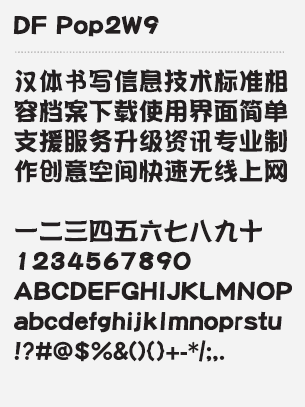 DF Pop2W9
汉体书写信息技术标准相
容档案下载使用界面简单
支援服务升级资讯专业制
作创意空间快速无线上网
一二三四五六七八九十
1234567890
ABCDEFGHIJKLMNOP
abcdefghijklmnoprstu
!?#@$%&()()+-*/;,.